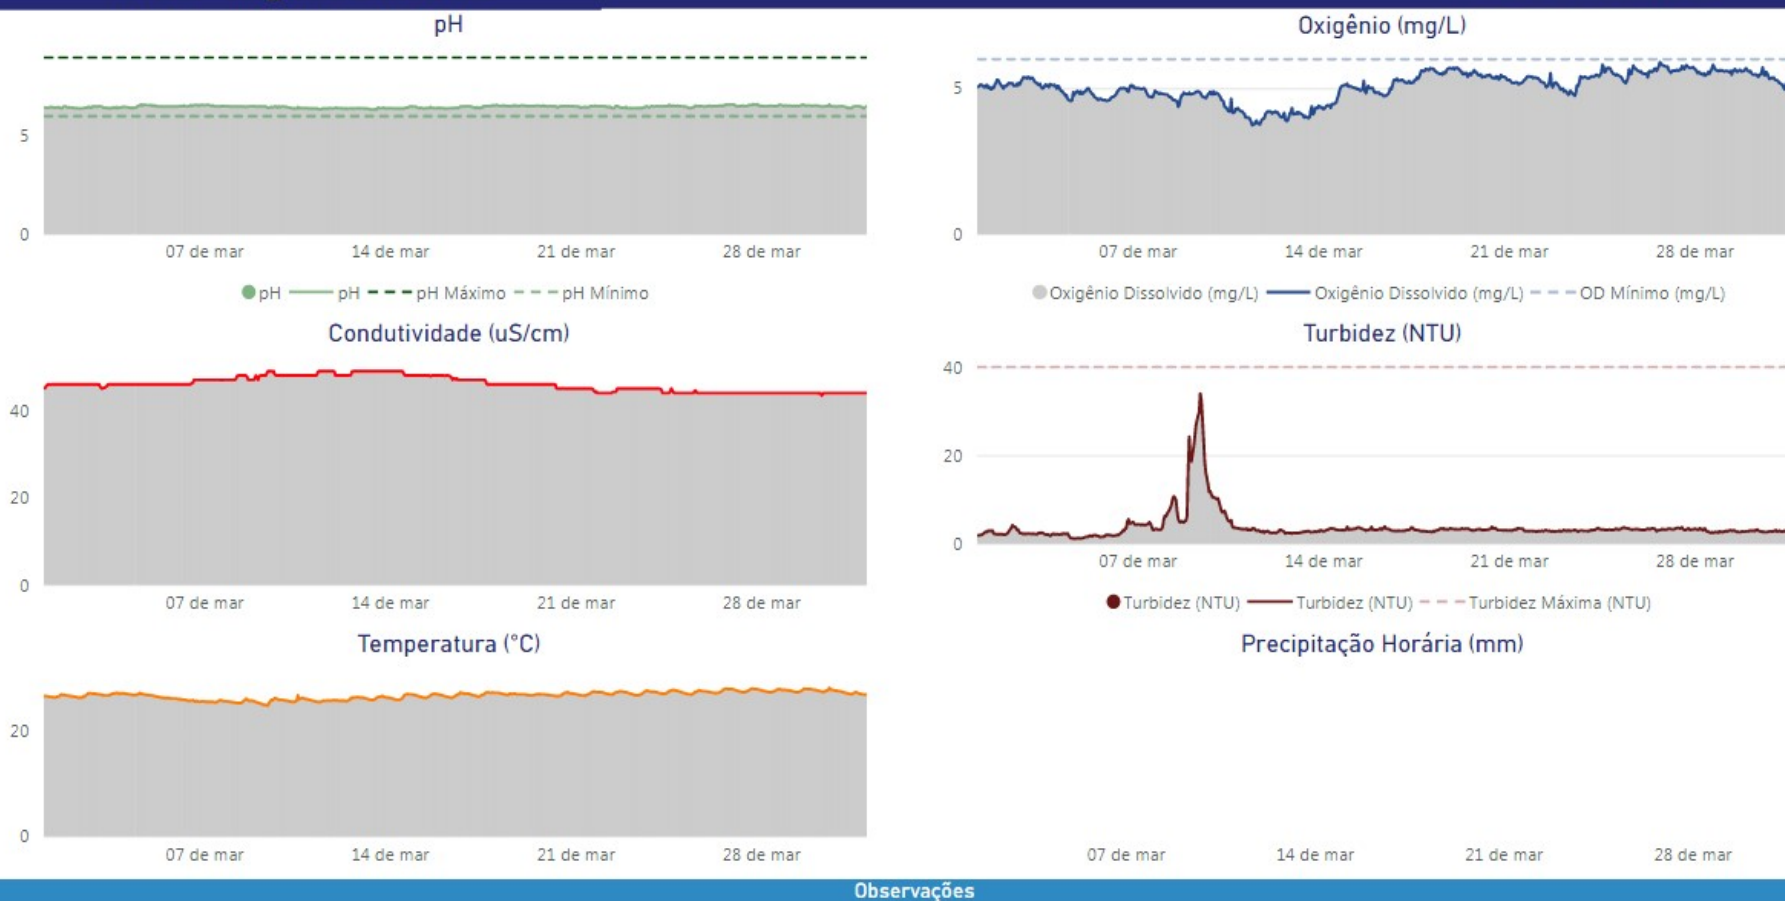 pH
5
0
07 de mar 14 de mar 21 de mar 28 de mar
pH pH pH Máximo pH Mínimo
Oxigênio (mg/L)
5
0
07 de mar 14 de mar 21 de mar 28 de mar
Oxigênio Dissolvido (mg/L) Oxigênio Dissolvido (mg/L) OD Mínimo (mg/L)
Condutividade (uS/cm)
40
20
0
07 de mar 14 de mar 21 de mar 28 de mar
Turbidez (NTU)
40
20
0
07 de mar 14 de mar 21 de mar 28 de mar
Turbidez (NTU) Turbidez (NTU) Turbidez Máxima (NTU)
Temperatura (°C)
20
0
07 de mar 14 de mar 21 de mar 28 de mar
Precipitação Horária (mm)
07 de mar 14 de mar 21 de mar 28 de mar
Observações